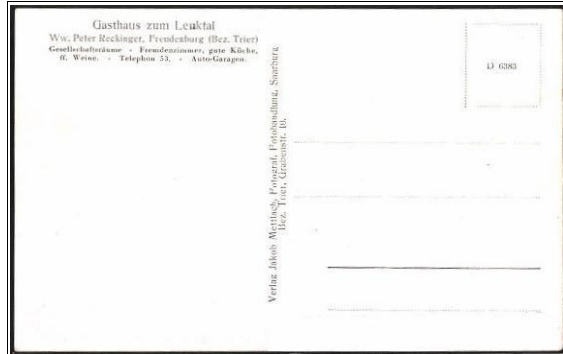 Gasthaus zum Leuktal
Ww. Peter Reckinger, Freudenburg (Bez. Trier)
Gesellschaftsräume - Fremdenzimmer, gute Küche,
ff. Weine. - Telephon 53. - Auto-Garagen.
Verlag Jakob Mettlach, Fotograf, Fotohandlung, Saarburg
Bez. Trier, Grabenstr. 10.
D 6383